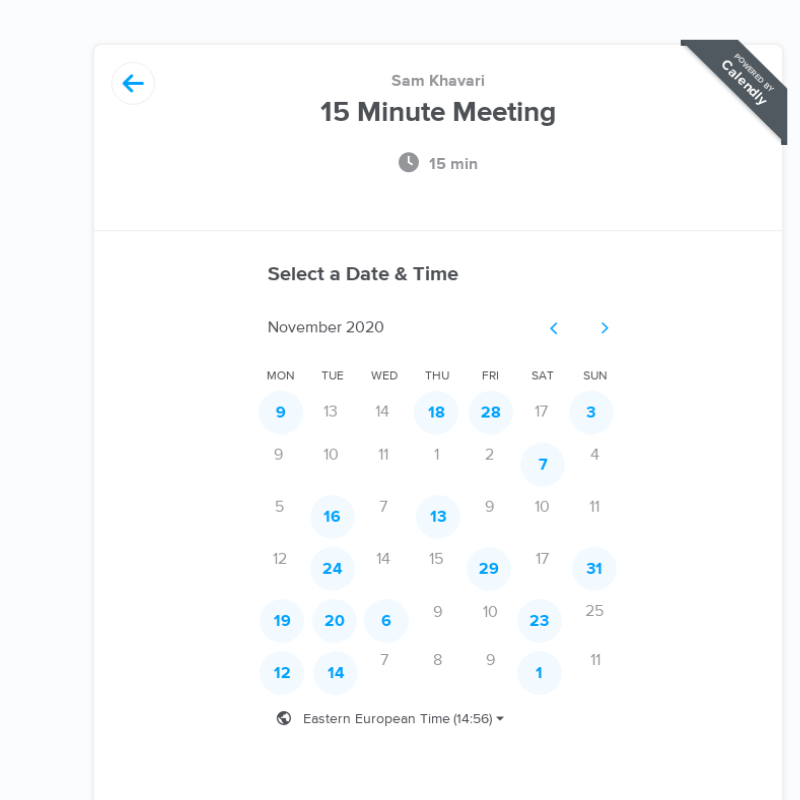 POWERED BY
Calendly
Sam Khavari
15 Minute Meeting
15 min
Select a Date & Time
November 2020
MON TUE WED THU FRI SAT SUN
9 13 14 18 28 17 3
9 10 11 1 2 7 4
5 16 7 13 9 10 11
12 24 14 15 29 17 31
19 20 6 9 10 23 25
12 14 7 8 9 1 11
Eastern European Time (14:56)